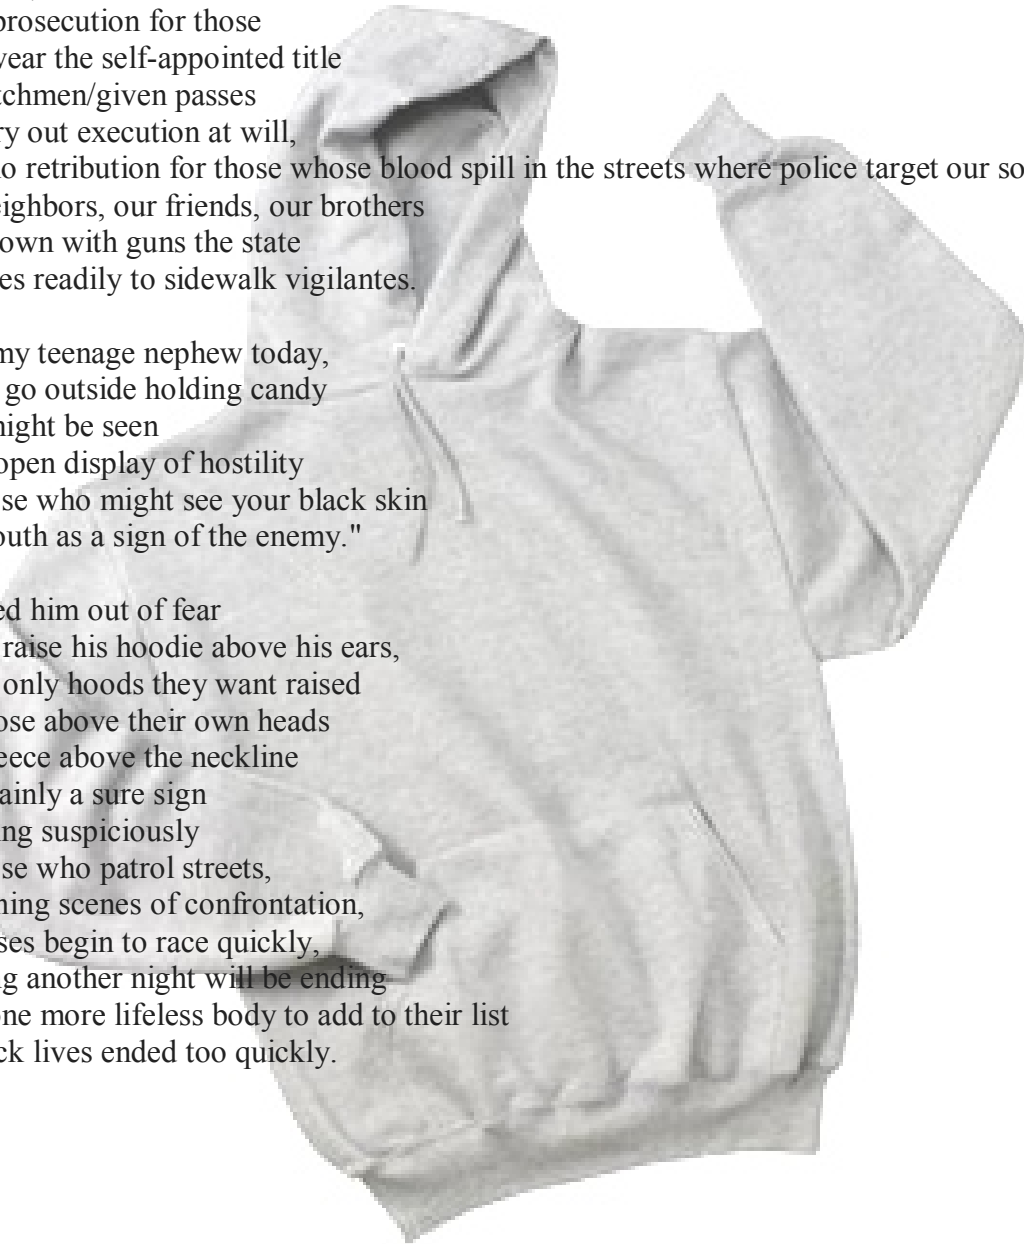 prosecution for those
year the self-appointed title
tchmen/given passes
ry out execution at will,
o retribution for those whose blood spill in the streets where police target our so
eighbors, our friends, our brothers
own with guns the state
es readily to sidewalk vigilantes.
my teenage nephew today,
go outside holding candy
night be seen
open display of hostility
se who might see your black skin
outh as a sign of the enemy."
ed him out of fear
raise his hoodie above his ears,
only hoods they want raised
ose above their own heads
eece above the neckline
ainly a sure sign
ing suspiciously
se who patrol streets,
ning scenes of confrontation,
ses begin to race quickly,
g another night will be ending
one more lifeless body to add to their list
ck lives ended too quickly.